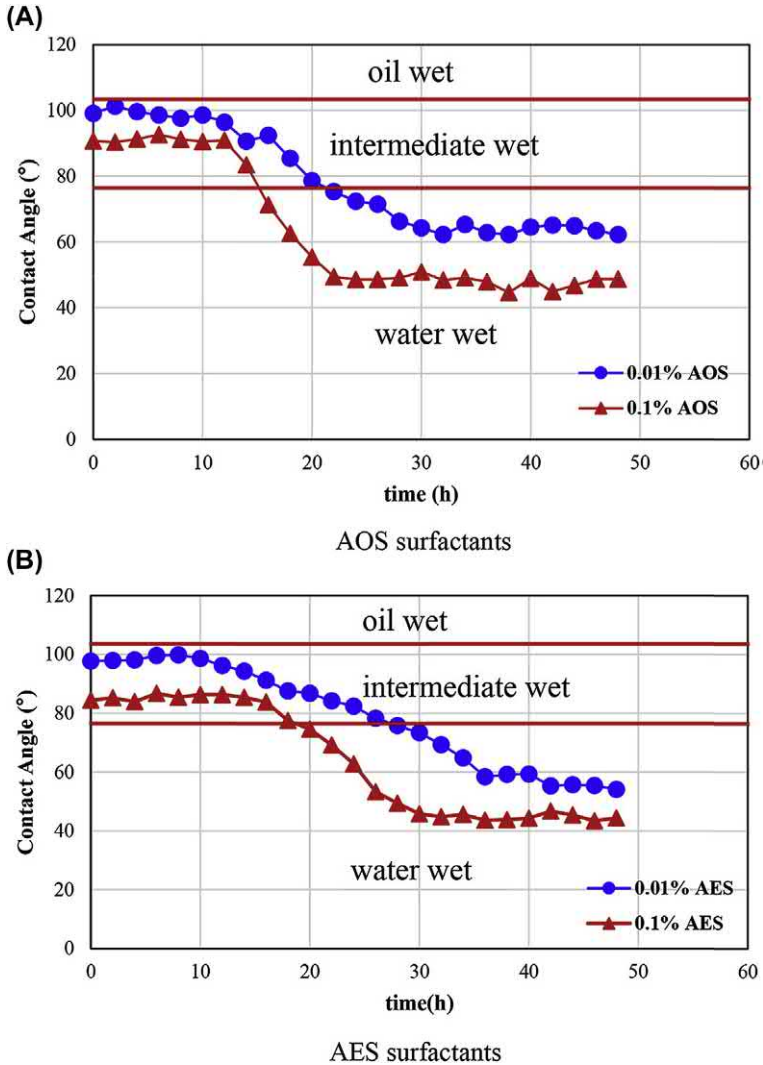 (A)
120
100
80
60
40
20
0
Contact Angle (°)
oil wet
intermediate wet
water wet
0.01% AOS
0.1% AOS
0 10 20 30 40 50 60
time (h)
AOS surfactants
(B)
120
100
80
60
40
20
0
Contact Angle (°)
oil wet
intermediate wet
water wet
0.01% AES
0.1% AES
0 10 20 30 40 50 60
time(h)
AES surfactants